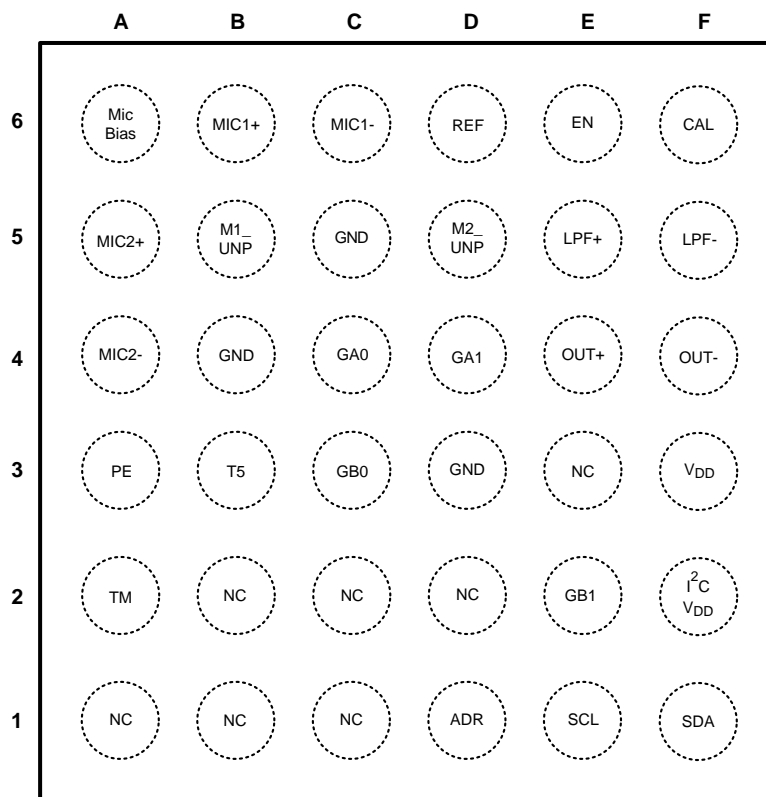 A B C D E F
6 Mic Bias MIC1+ MIC1- REF EN CAL
5 MIC2+ M1_ UNP GND M2_ UNP LPF+ LPF-
4 MIC2- GND GA0 GA1 OUT+ OUT-
3 PE T5 GB0 GND NC VDD
2 TM NC NC NC GB1 I²C VDD
1 NC NC NC ADR SCL SDA